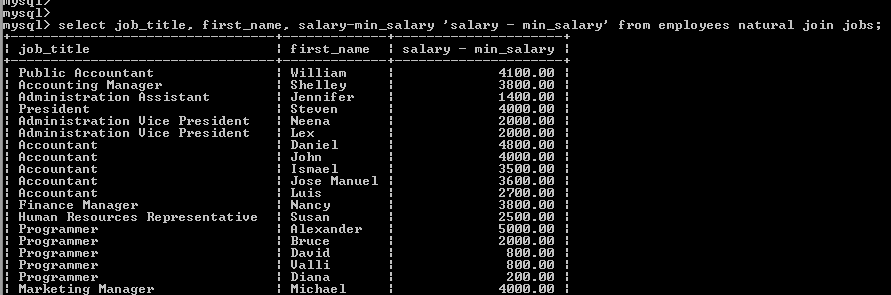 mysql>
mysql>
mysql> select job_title, first_name, salary-min_salary 'salary - min_salary' from employees natural join jobs;
+---------------------------------+-------------+---------------------+
| job_title | first_name | salary - min_salary |
+---------------------------------+-------------+---------------------+
| Public Accountant | William | 4100.00 |
| Accounting Manager | Shelley | 3800.00 |
| Administration Assistant | Jennifer | 1400.00 |
| President | Steven | 4000.00 |
| Administration Vice President | Neena | 2000.00 |
| Administration Vice President | Lex | 2000.00 |
| Accountant | Daniel | 4800.00 |
| Accountant | John | 4000.00 |
| Accountant | Ismael | 3500.00 |
| Accountant | Jose Manuel | 3600.00 |
| Accountant | Luis | 2700.00 |
| Finance Manager | Nancy | 3800.00 |
| Human Resources Representative | Susan | 2500.00 |
| Programmer | Alexander | 5000.00 |
| Programmer | Bruce | 2000.00 |
| Programmer | David | 800.00 |
| Programmer | Valli | 800.00 |
| Programmer | Diana | 200.00 |
| Marketing Manager | Michael | 4000.00 |